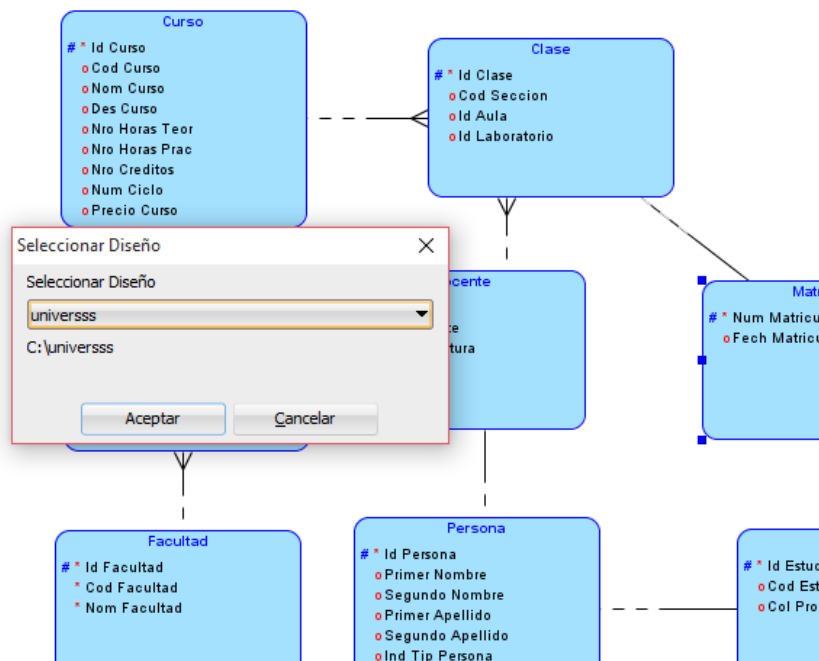 Curso
# * Id Curso
o Cod Curso
o Nom Curso
o Des Curso
o Nro Horas Teor
o Nro Horas Prac
o Nro Creditos
o Num Ciclo
o Precio Curso
Clase
# * Id Clase
o Cod Seccion
o Id Aula
o Id Laboratorio
Seleccionar Diseño
Seleccionar Diseño
universss
C:\universss
Aceptar
Cancelar
# * Num Matricu
o Fech Matricu
Facultad
# * Id Facultad
* Cod Facultad
* Nom Facultad
Persona
# * Id Persona
o Primer Nombre
o Segundo Nombre
o Primer Apellido
o Segundo Apellido
o Ind Tip Persona
# * Id Estud
o Cod Est
o Col Pro